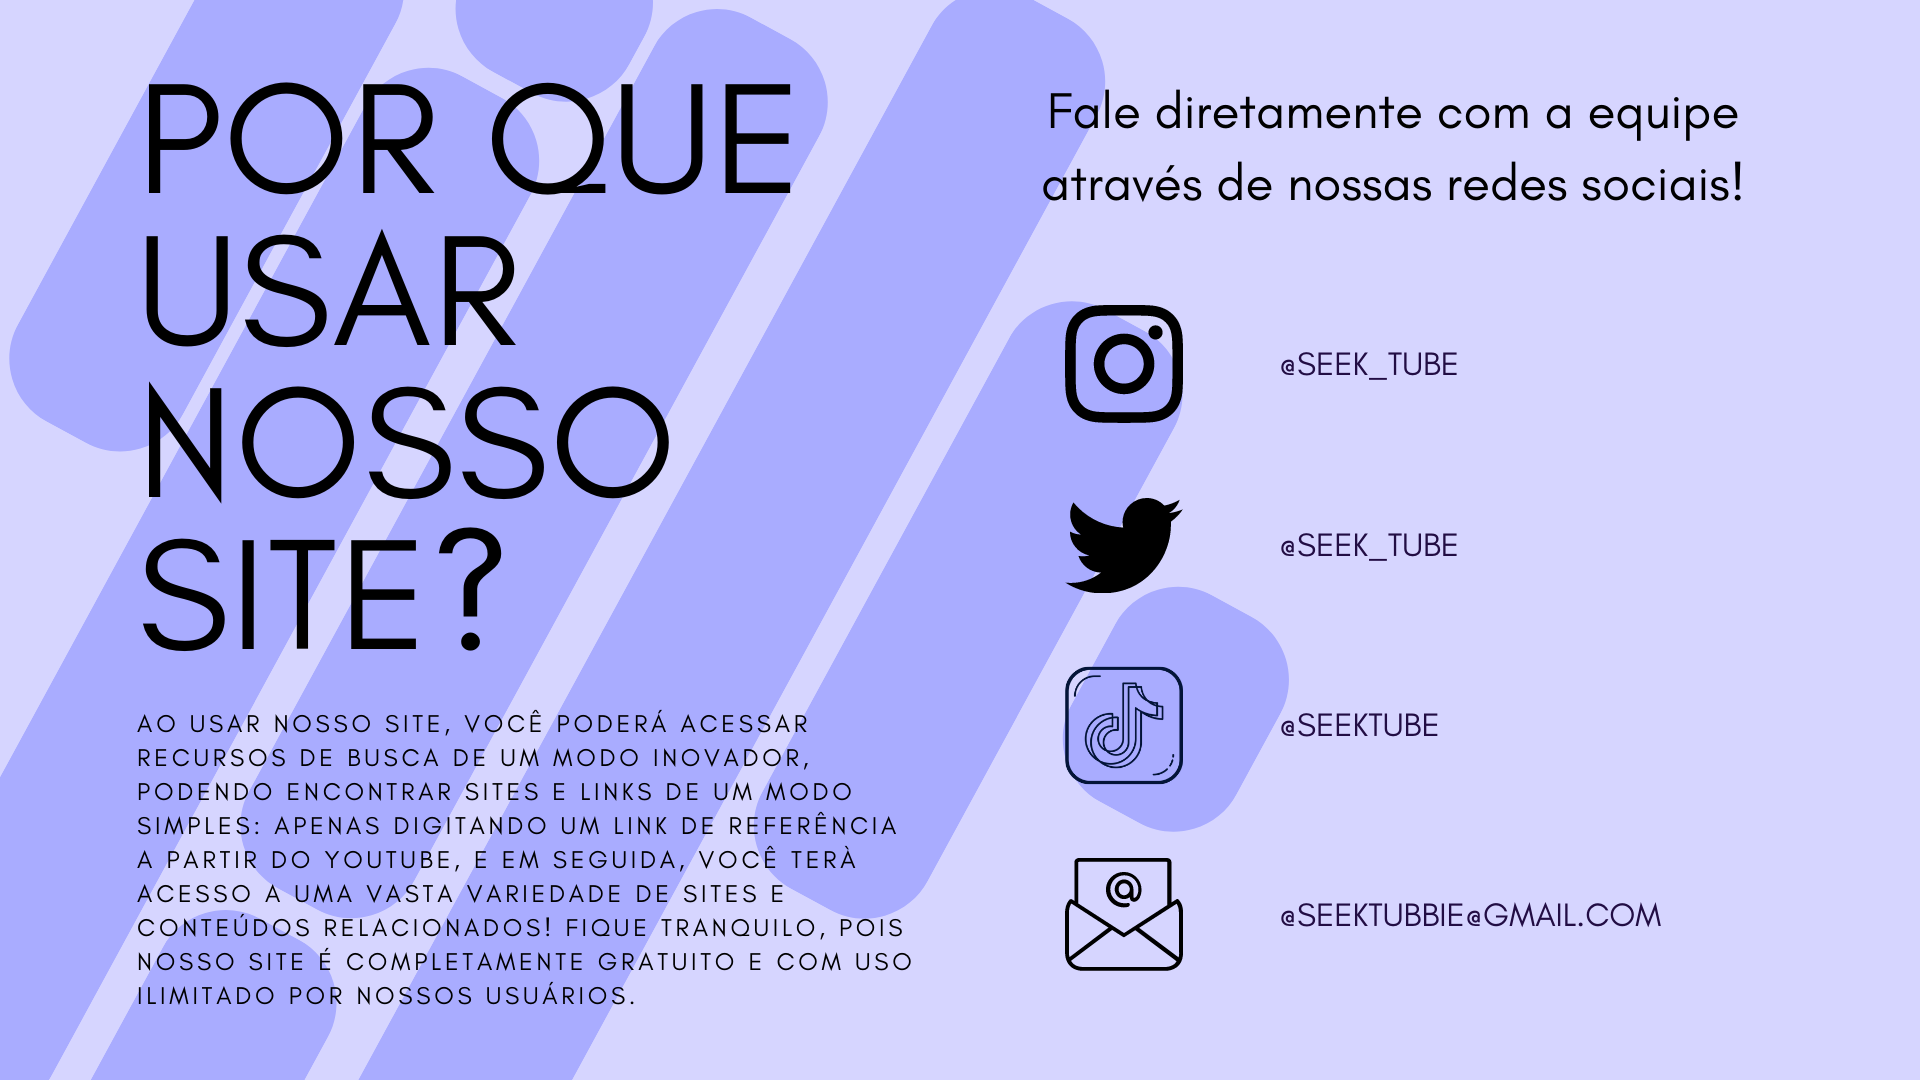 POR QUE
USAR
NOSSO
SITE?
AO USAR NOSSO SITE, VOCÊ PODERÁ ACESSAR
RECURSOS DE BUSCA DE UM MODO INOVADOR,
PODENDO ENCONTRAR SITES E LINKS DE UM MODO
SIMPLES: APENAS DIGITANDO UM LINK DE REFERÊNCIA
A PARTIR DO YOUTUBE, E EM SEGUIDA, VOCÊ TERÀ
ACESSO A UMA VASTA VARIEDADE DE SITES E
CONTEÚDOS RELACIONADOS! FIQUE TRANQUILO, POIS
NOSSO SITE É COMPLETAMENTE GRATUITO E COM USO
ILIMITADO POR NOSSOS USUÁRIOS.
Fale diretamente com a equipe
através de nossas redes sociais!
@SEEK_TUBE
@SEEK_TUBE
@SEEKTUBE
@
@SEEKTUBBIE@GMAIL.COM